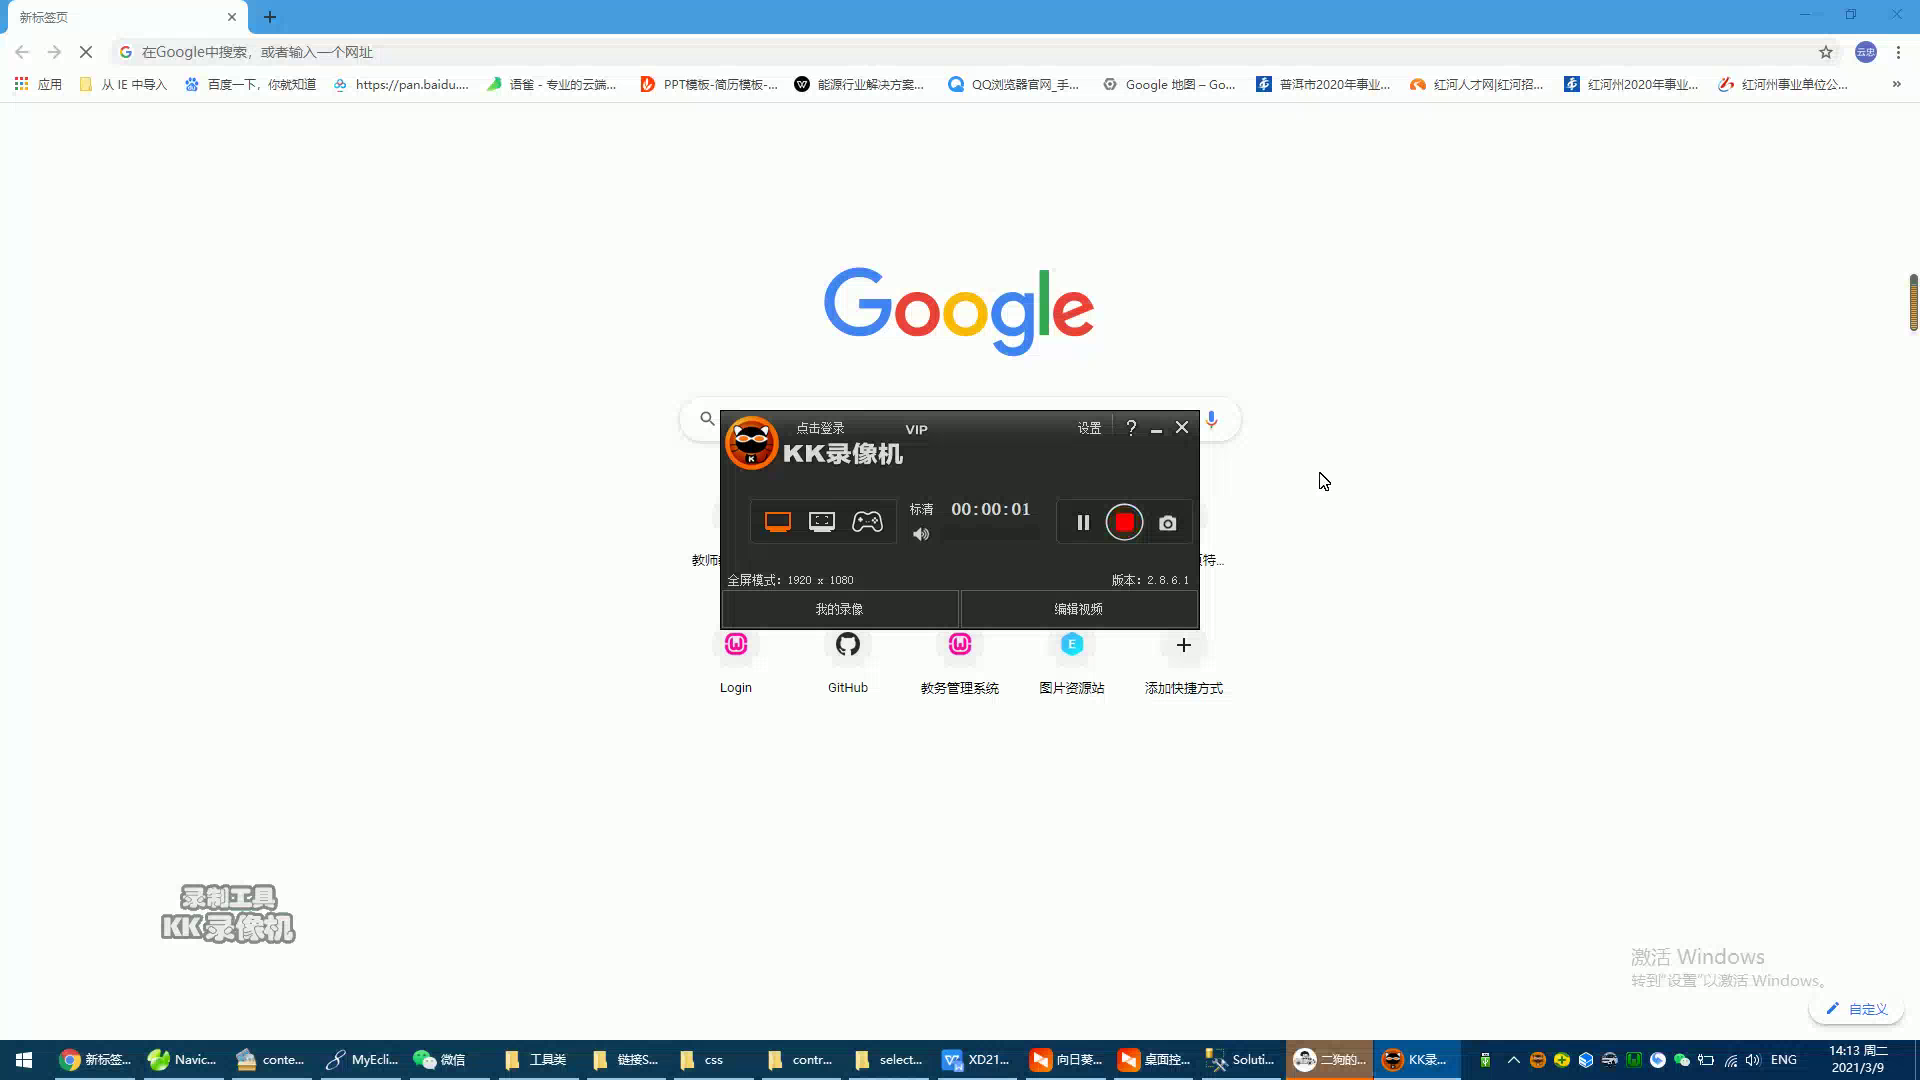 新标签页
在Google中搜索，或者输入一个网址
云忠
应用
从 IE 中导入
百度一下，你就知道
https://pan.baidu....
语雀 - 专业的云端...
PPT模板-简历模板-...
能源行业解决方案...
QQ浏览器官网_手...
Google 地图 – Go...
普洱市2020年事业...
红河人才网|红河招...
红河州2020年事业...
红河州事业单位公...
Google
点击登录
VIP
设置
KK录像机
标清
00:00:01
全屏模式：1920 x 1080
版本：2.8.6.1
我的录像
编辑视频
Login
GitHub
教务管理系统
E
图片资源站
添加快捷方式
录制工具
KK录像机
激活 Windows
转到"设置"以激活 Windows。
自定义
新标签...
Navic...
conte...
MyEcli...
微信
工具类
链接S...
css
contr...
select...
XD21...
向日葵...
桌面控...
Soluti...
二狗的...
KK录...
ENG
14:13 周二
2021/3/9